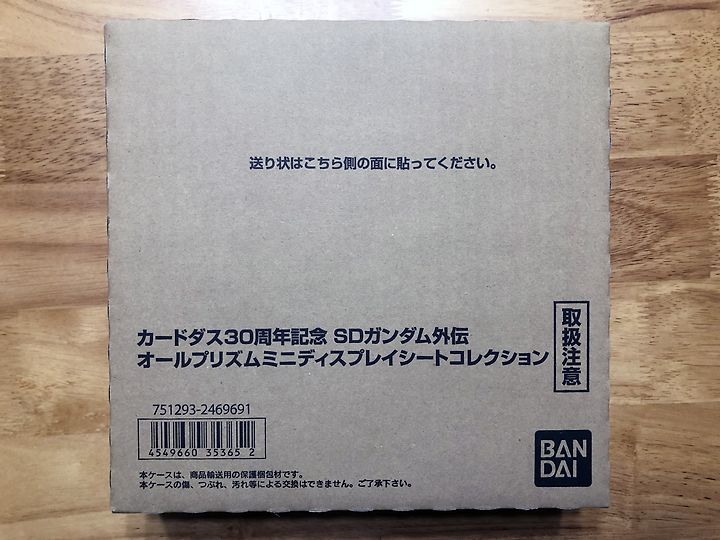 送り状はこちら側の面に貼ってください。
カードダス30周年記念 SDガンダム外伝
オールプリズムミニディスプレイシートコレクション
取扱注意
751293-2469691
4549660 35365 2
BAN
DAI
本ケースは、商品輸送用の保護梱包材です。
本ケースの傷、つぶれ、汚れ等による交換はできません。ご了承下さい。